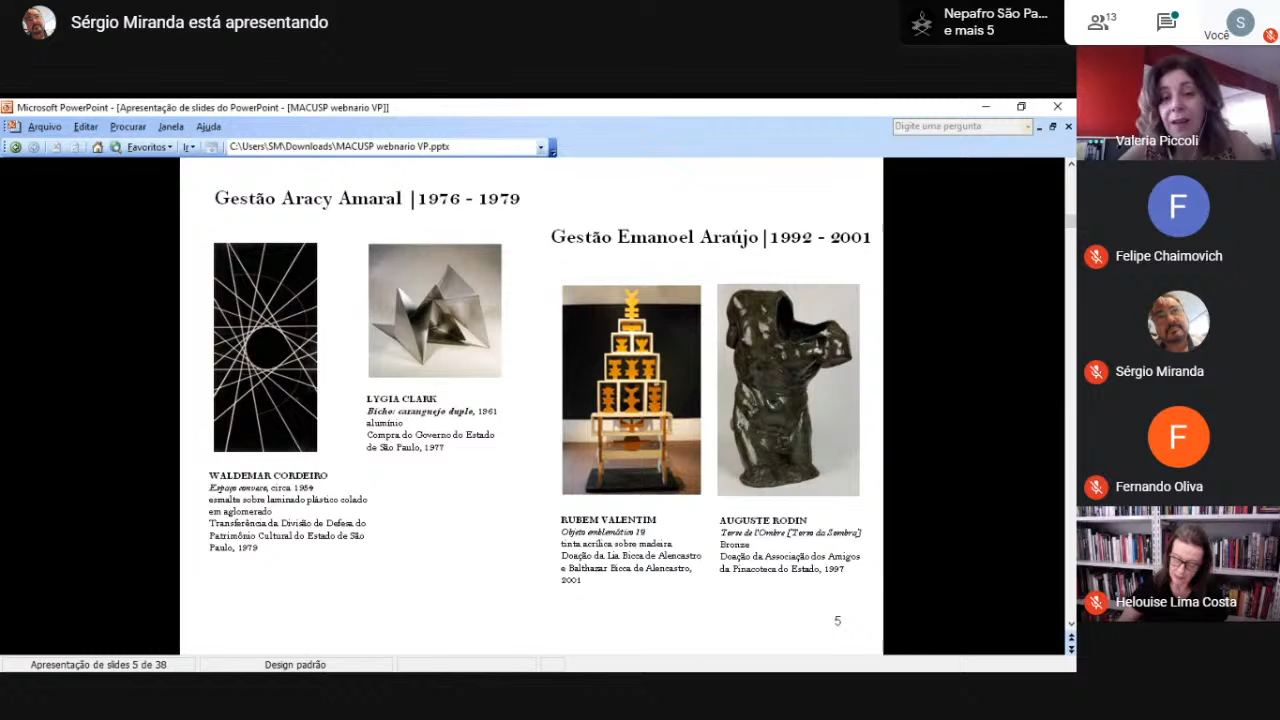 Sérgio Miranda está apresentando
Nepafro São Pa...
e mais 5
13
S
Você
Microsoft PowerPoint - [Apresentação de slides do PowerPoint - [MACUSP webnario VP]]
Arquivo Editar Procurar Janela Ajuda
Digite uma pergunta
Favoritos
Ir
C:\Users\SM\Downloads\MACUSP webnario VP.pptx
Gestão Aracy Amaral |1976 - 1979
Gestão Emanoel Araújo|1992 - 2001
LYGIA CLARK
Bicho: caranguejo duplo, 1961
alumínio
Compra do Governo do Estado
de São Paulo, 1977
WALDEMAR CORDEIRO
Espaço convexo, circa 1954
esmalte sobre laminado plástico colado
em aglomerado
Transferência da Divisão de Defesa do
Patrimônio Cultural do Estado de São
Paulo, 1979
RUBEM VALENTIM
Objeto emblemático 12
tinta acrílica sobre madeira
Doação da Lia Bicca de Alencastro
e Balthazar Bicca de Alencastro,
2001
AUGUSTE RODIN
Torse de l'Ombre [Torso da Sombra]
Bronze
Doação da Associação dos Amigos
da Pinacoteca do Estado, 1997
5
Apresentação de slides 5 de 38
Design padrão
Valeria Piccoli
F
Felipe Chaimovich
Sérgio Miranda
F
Fernando Oliva
Helouise Lima Costa